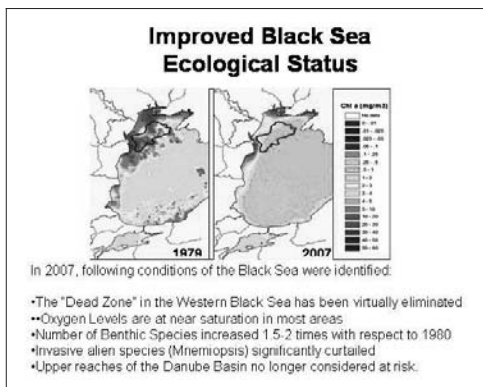 Improved Black Sea
Ecological Status
Chl a (mg/m3)
1979
2007
In 2007, following conditions of the Black Sea were identified:
•The "Dead Zone" in the Western Black Sea has been virtually eliminated
••Oxygen Levels are at near saturation in most areas
•Number of Benthic Species increased 1.5-2 times with respect to 1980
•Invasive alien species (Mnemiopsis) significantly curtailed
•Upper reaches of the Danube Basin no longer considered at risk.